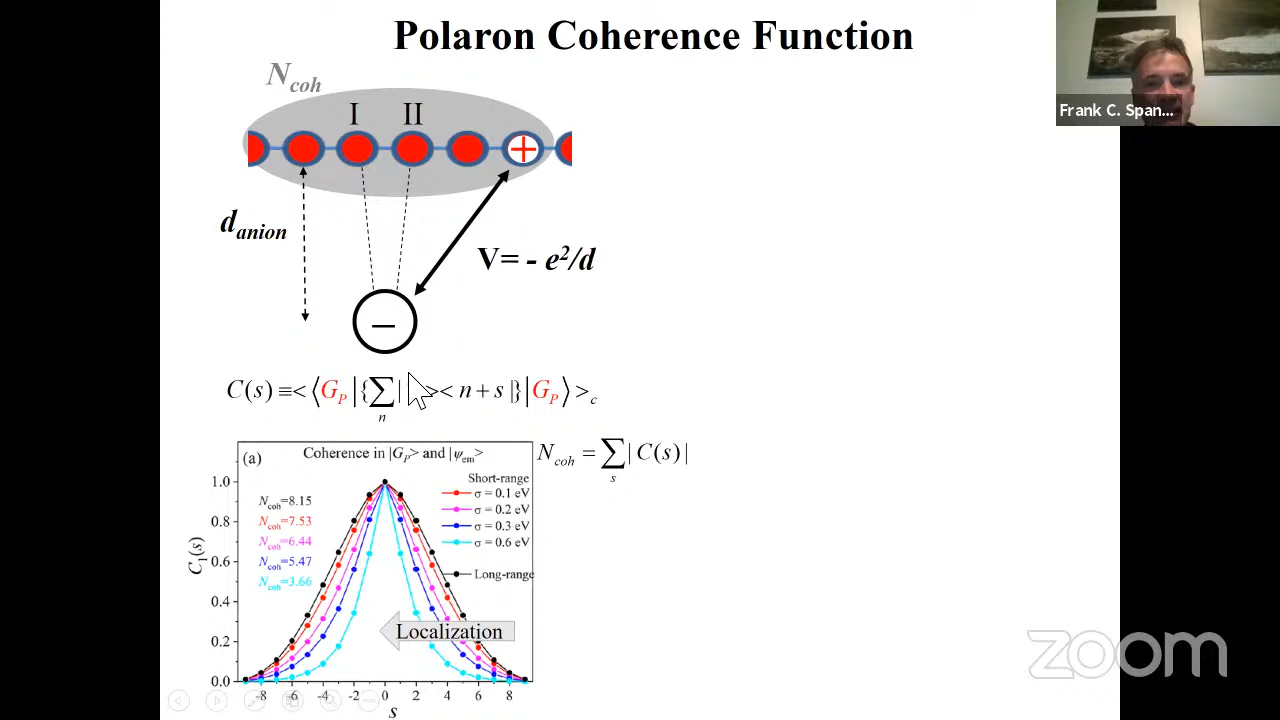 Polaron Coherence Function
Frank C. Span...
N_coh
I II
+
d_anion
V= - e²/d
−
C(s) ≡< ⟨G_P |{∑_n | >< n + s |}| G_P ⟩ >_c
N_coh = ∑_s | C(s) |
(a) Coherence in |G_P> and |ψ_em>
Short-range
σ = 0.1 eV
σ = 0.2 eV
σ = 0.3 eV
σ = 0.6 eV
Long-range
N_coh=8.15
N_coh=7.53
N_coh=6.44
N_coh=5.47
N_coh=3.66
C_1(s)
1.0
0.8
0.6
0.4
0.2
0.0
Localization
-8 -6 -4 -2 0 2 4 6 8
s
zoom